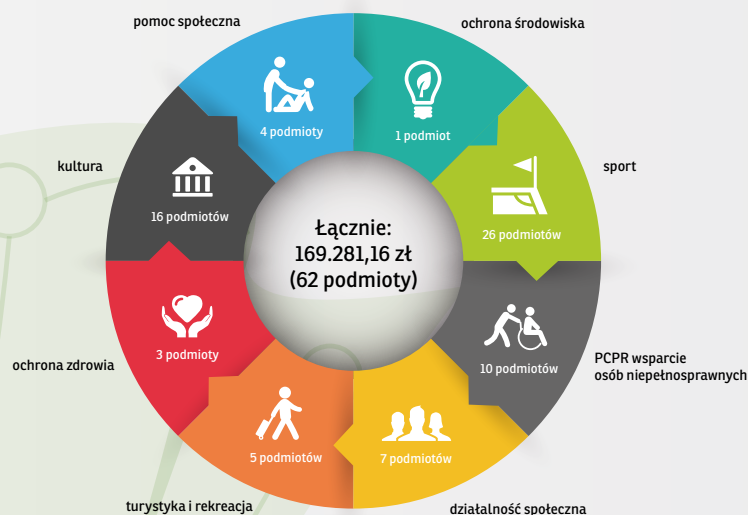 pomoc społeczna
4 podmioty
ochrona środowiska
1 podmiot
sport
26 podmiotów
PCPR wsparcie
osób niepełnosprawnych
10 podmiotów
działalność społeczna
7 podmiotów
turystyka i rekreacja
5 podmiotów
ochrona zdrowia
3 podmioty
kultura
16 podmiotów
Łącznie:
169.281,16 zł
(62 podmioty)